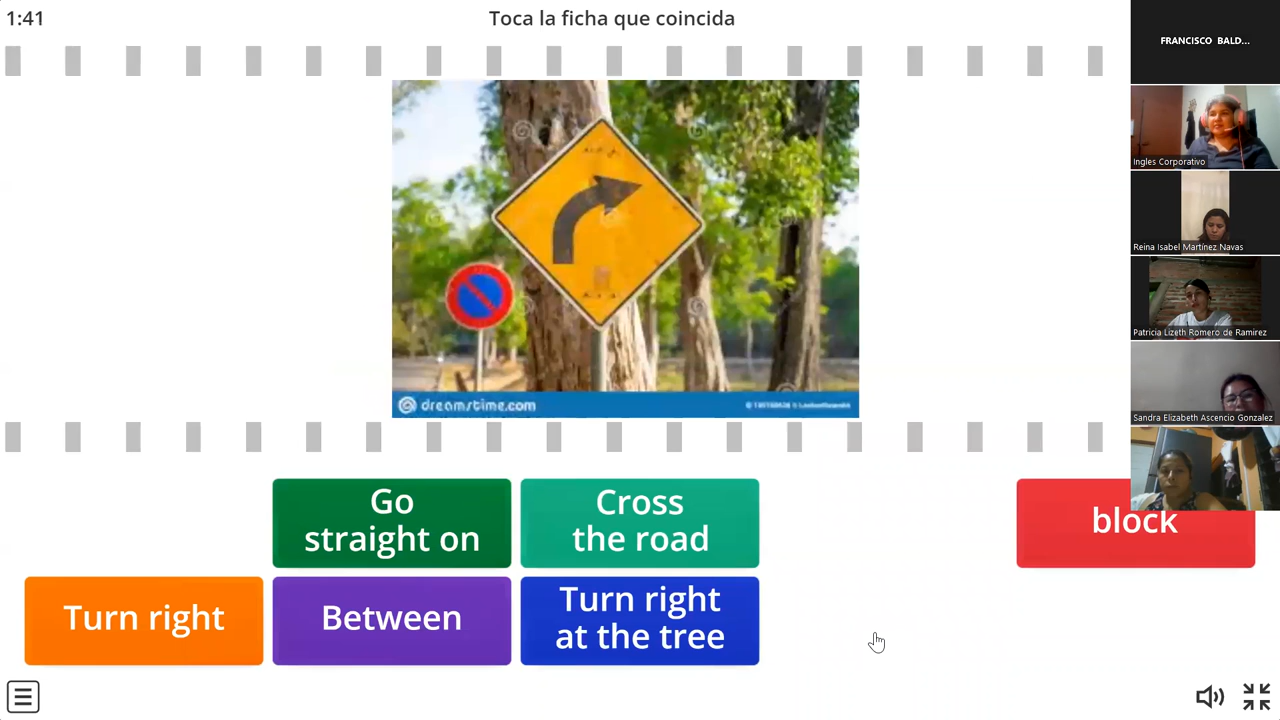 1:41
Toca la ficha que coincida
FRANCISCO BALD...
Ingles Corporativo
Reina Isabel Martínez Navas
Patricia Lizeth Romero de Ramirez
Sandra Elizabeth Ascencio Gonzalez
dreamstime.com
Go
straight on
Cross
the road
block
Turn right
Between
Turn right
at the tree